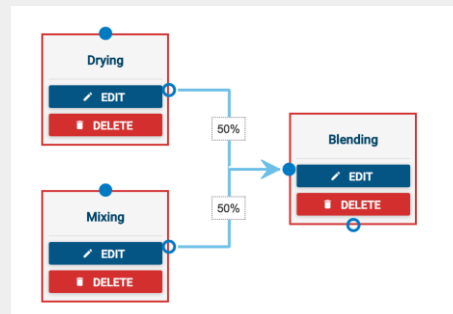 Drying
EDIT
DELETE
50%
Blending
EDIT
DELETE
50%
Mixing
EDIT
DELETE